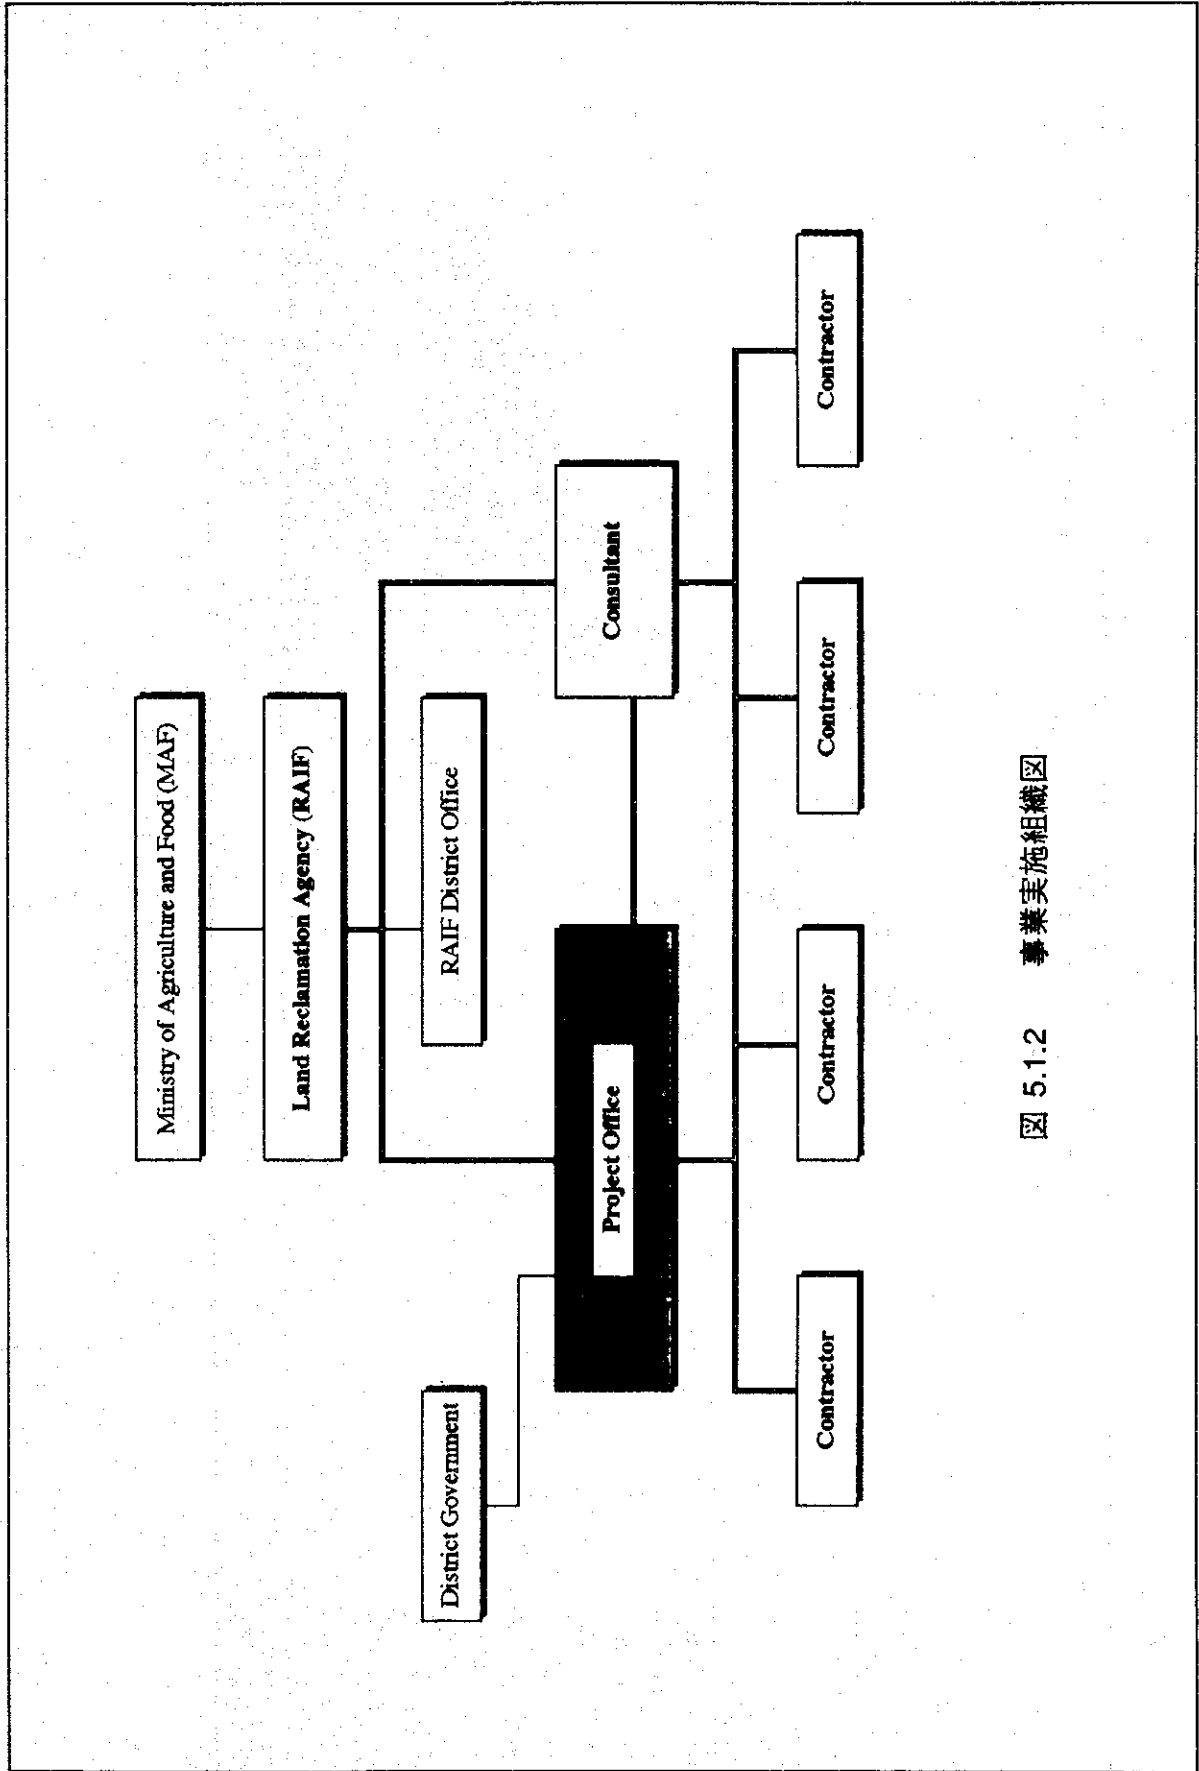 Ministry of Agriculture and Food (MAF)
Land Reclamation Agency (RAIF)
District Government
RAIF District Office
Project Office
Consultant
Contractor
Contractor
Contractor
Contractor
図 5.1.2 事業実施組織図